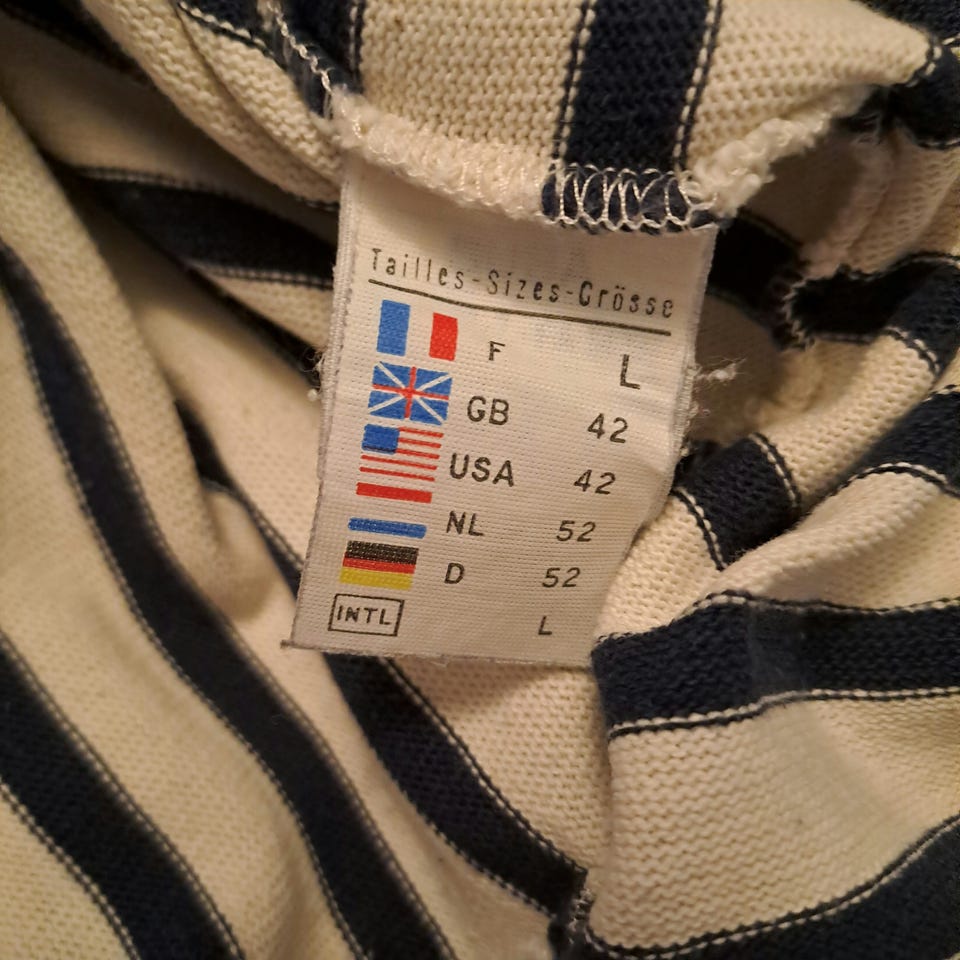 Tailles-Sizes-Grösse
F L
GB 42
USA 42
NL 52
D 52
INTL L